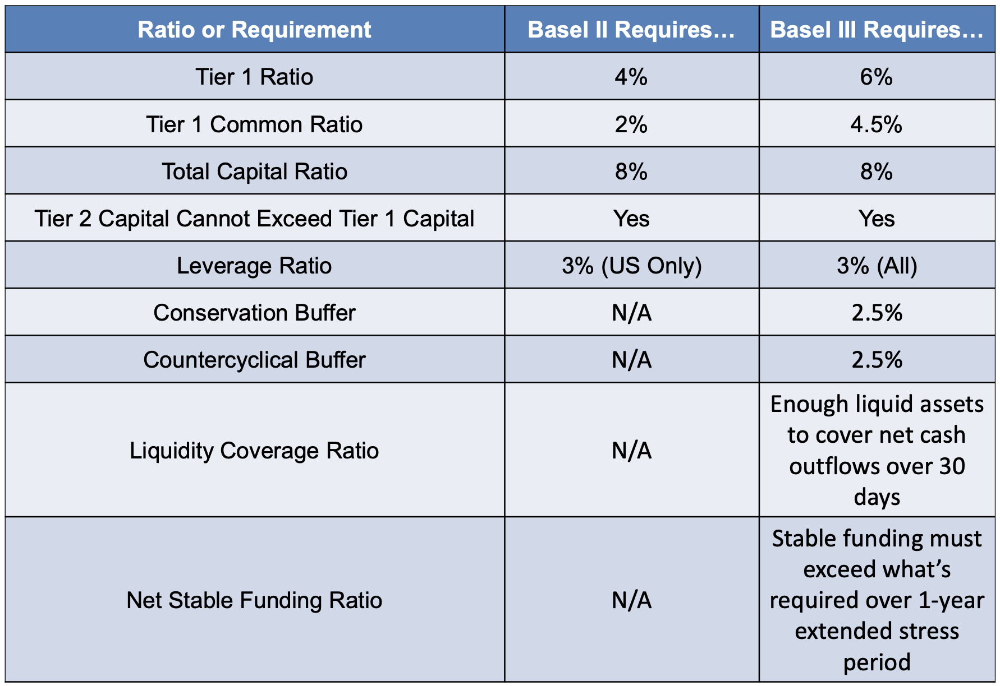 Ratio or Requirement
Basel II Requires…
Basel III Requires…
Tier 1 Ratio
4%
6%
Tier 1 Common Ratio
2%
4.5%
Total Capital Ratio
8%
8%
Tier 2 Capital Cannot Exceed Tier 1 Capital
Yes
Yes
Leverage Ratio
3% (US Only)
3% (All)
Conservation Buffer
N/A
2.5%
Countercyclical Buffer
N/A
2.5%
Liquidity Coverage Ratio
N/A
Enough liquid assets
to cover net cash
outflows over 30
days
Net Stable Funding Ratio
N/A
Stable funding must
exceed what’s
required over 1-year
extended stress
period